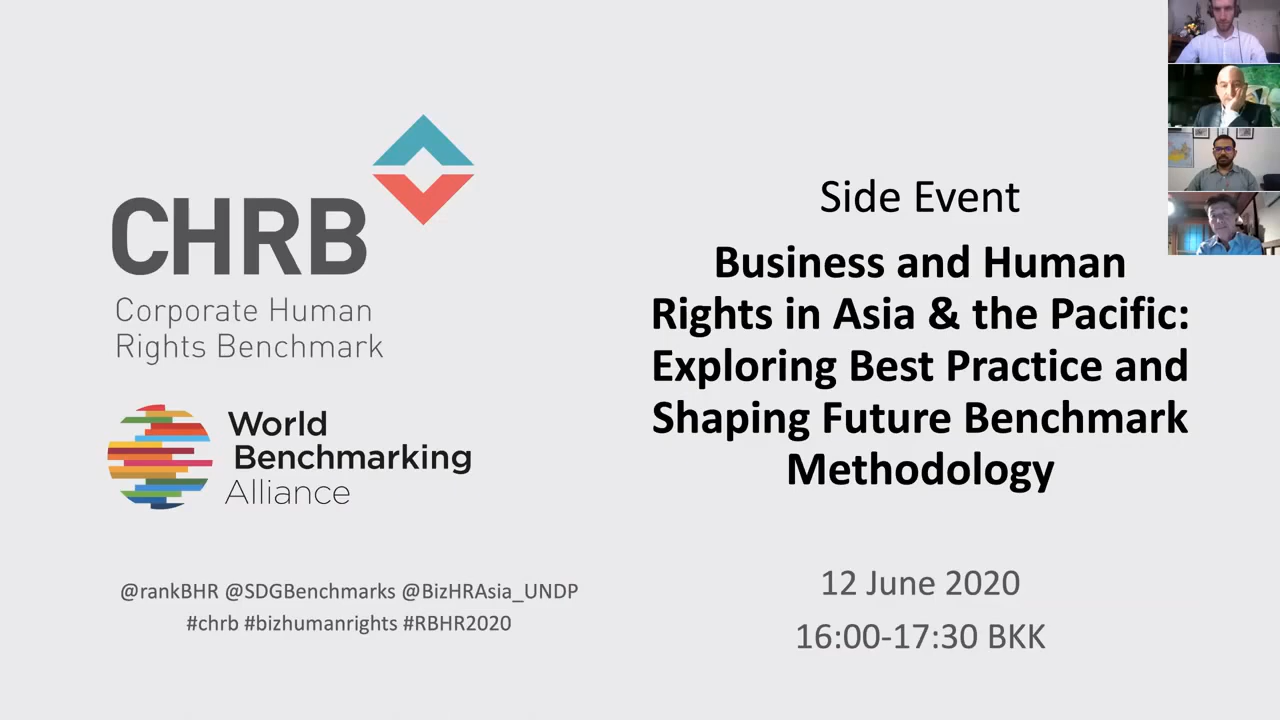 CHRB
Corporate Human
Rights Benchmark
World
Benchmarking
Alliance
@rankBHR @SDGBenchmarks @BizHRAsia_UNDP
#chrb #bizhumanrights #RBHR2020
Side Event
Business and Human
Rights in Asia & the Pacific:
Exploring Best Practice and
Shaping Future Benchmark
Methodology
12 June 2020
16:00-17:30 BKK